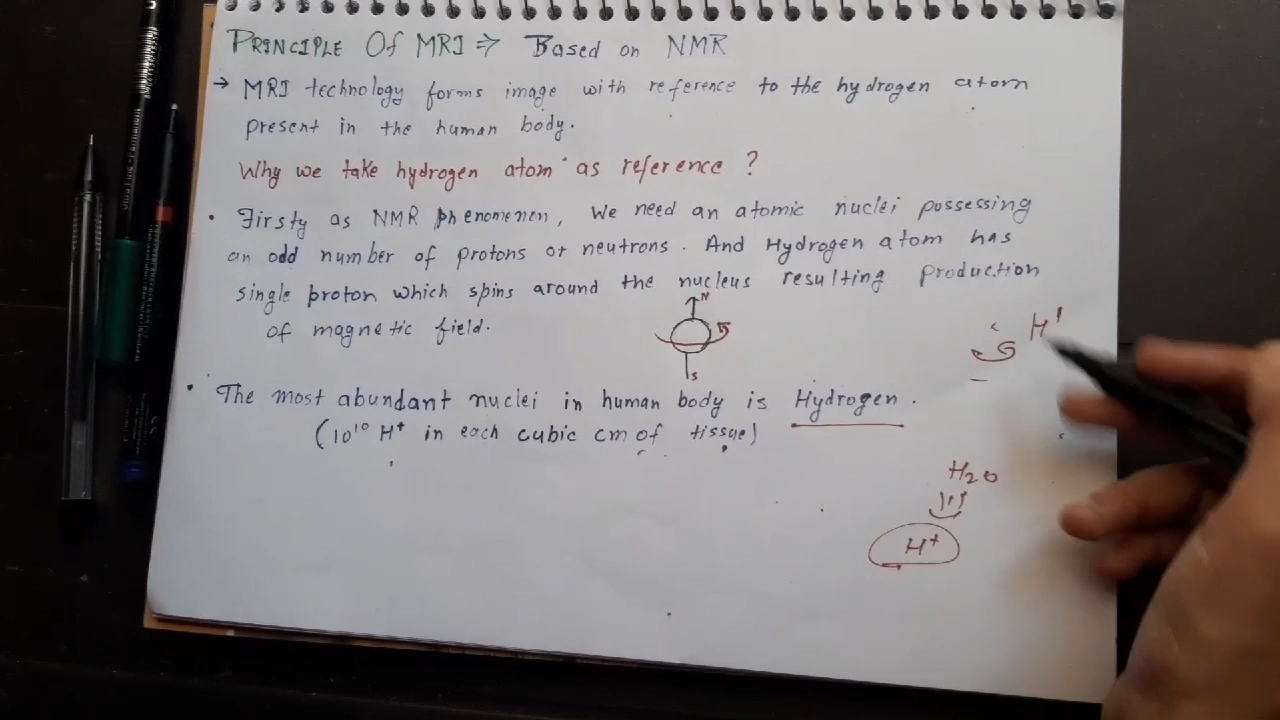 PRINCIPLE Of MRI ⇒ Based on NMR
→ MRI technology forms image with reference to the hydrogen atom
present in the human body.
Why we take hydrogen atom as reference ?
• Firsty as NMR phenomenon, We need an atomic nuclei possessing
an odd number of protons or neutrons. And Hydrogen atom has
single proton which spins around the nucleus resulting production
of magnetic field.
N
S
H¹
• The most abundant nuclei in human body is Hydrogen.
(10¹⁰ H⁺ in each cubic cm of tissue)
H₂O
H⁺